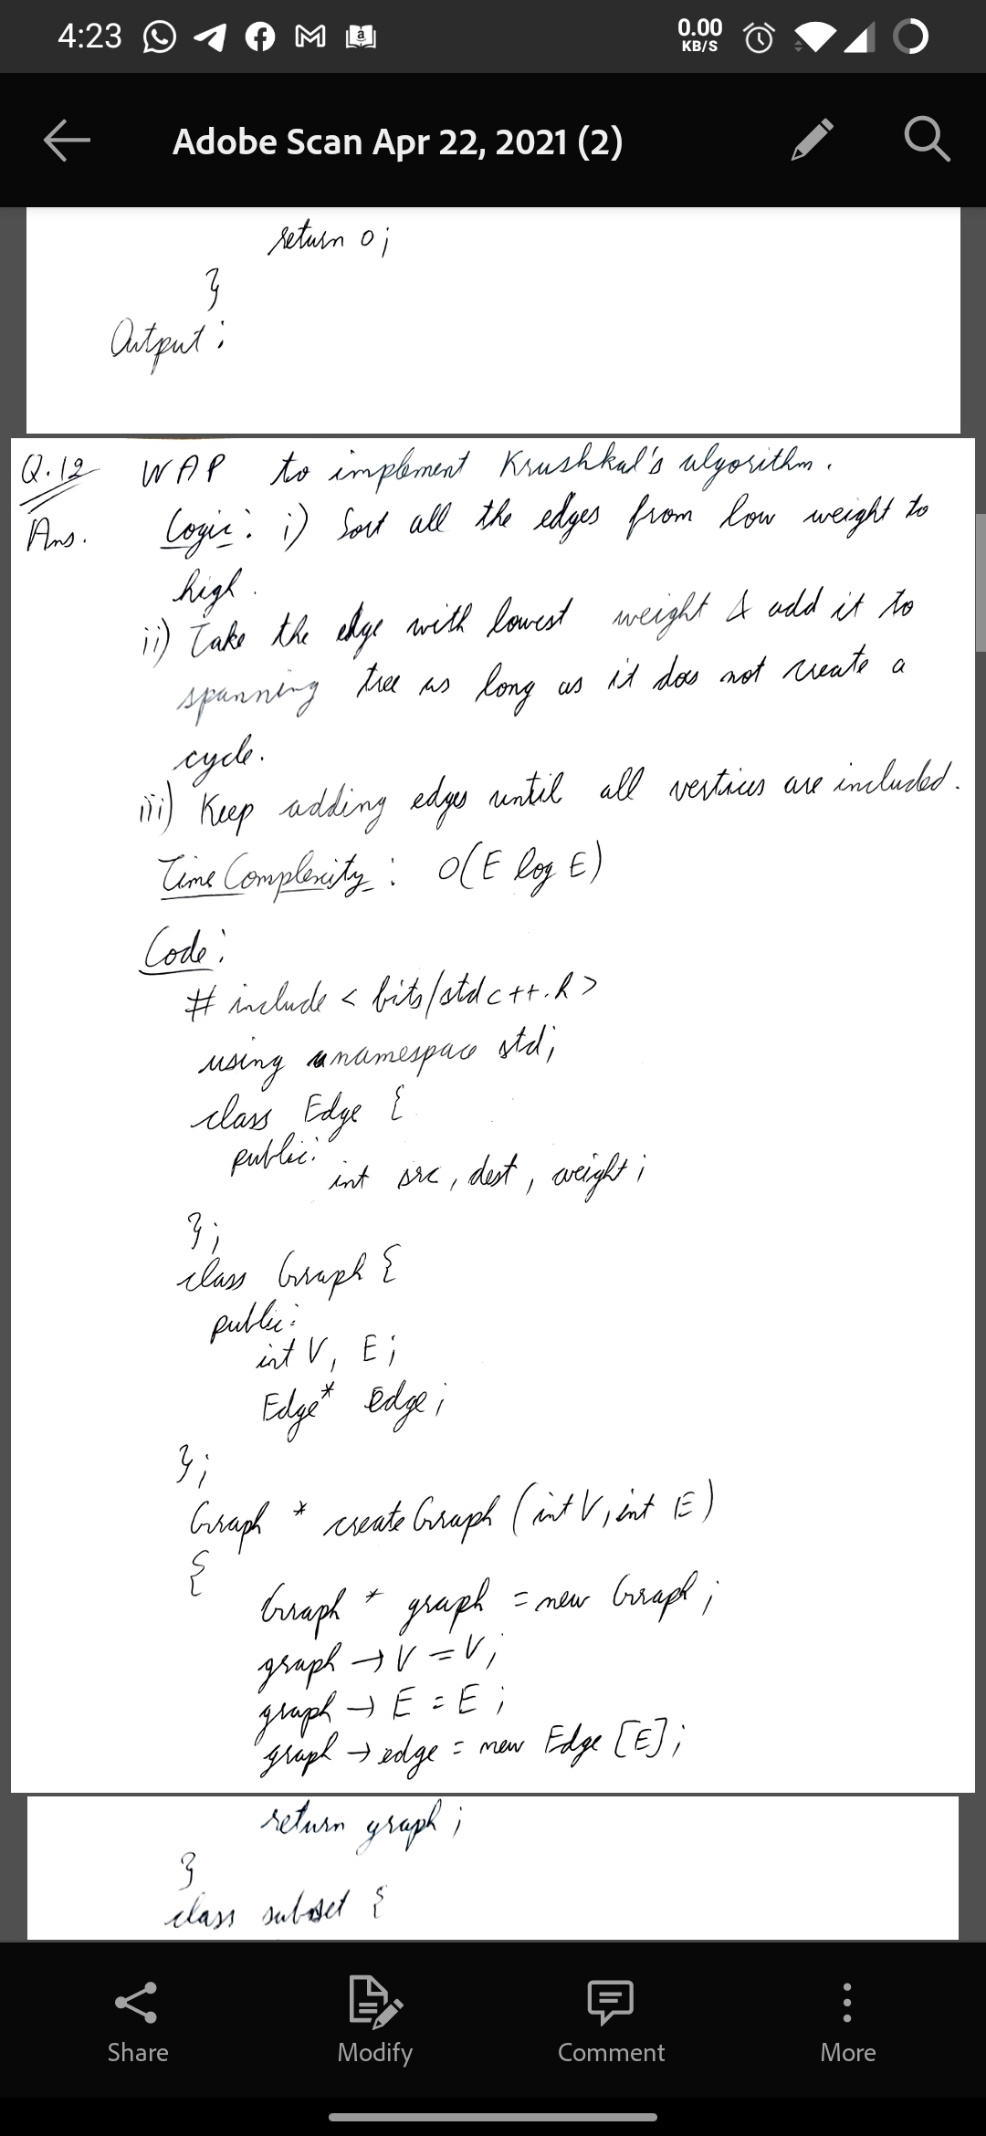 4:23
0.00
KB/S
Adobe Scan Apr 22, 2021 (2)
return 0;
}
Output:
Q.12 WAP to implement Krushkal's algorithm.
Ans. Logic: i) Sort all the edges from low weight to
high.
ii) Take the edge with lowest weight & add it to
spanning tree as long as it does not create a
cycle.
iii) Keep adding edges until all vertices are included.
Time Complexity: O(E log E)
Code:
# include < bits/stdc++.h >
using namespace std;
class Edge {
public:
int src, dest, weight;
};
class Graph {
public:
int V, E;
Edge* edge;
};
Graph * createGraph (int V, int E)
{
Graph * graph = new Graph;
graph → V = V;
graph → E = E;
graph → edge = new Edge [E];
return graph;
}
class subset {
Share
Modify
Comment
More